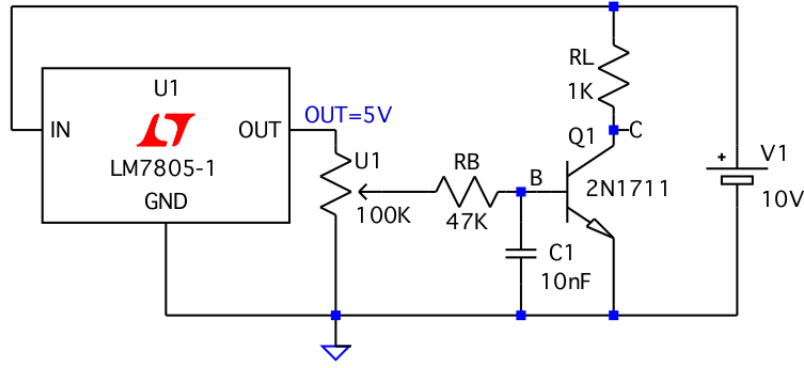 U1
IN
OUT
LM7805-1
GND
OUT=5V
U1
100K
RB
47K
B
C1
10nF
RL
1K
C
Q1
2N1711
+
V1
10V